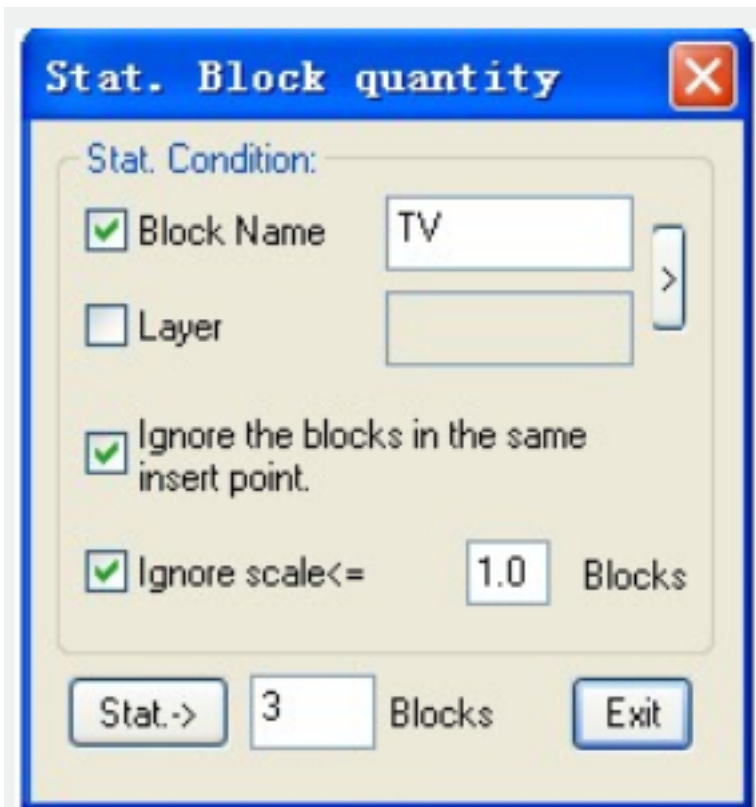 Stat. Block quantity
Stat. Condition:
Block Name TV
>
Layer
Ignore the blocks in the same
insert point.
Ignore scale<= 1.0 Blocks
Stat.-> 3 Blocks Exit